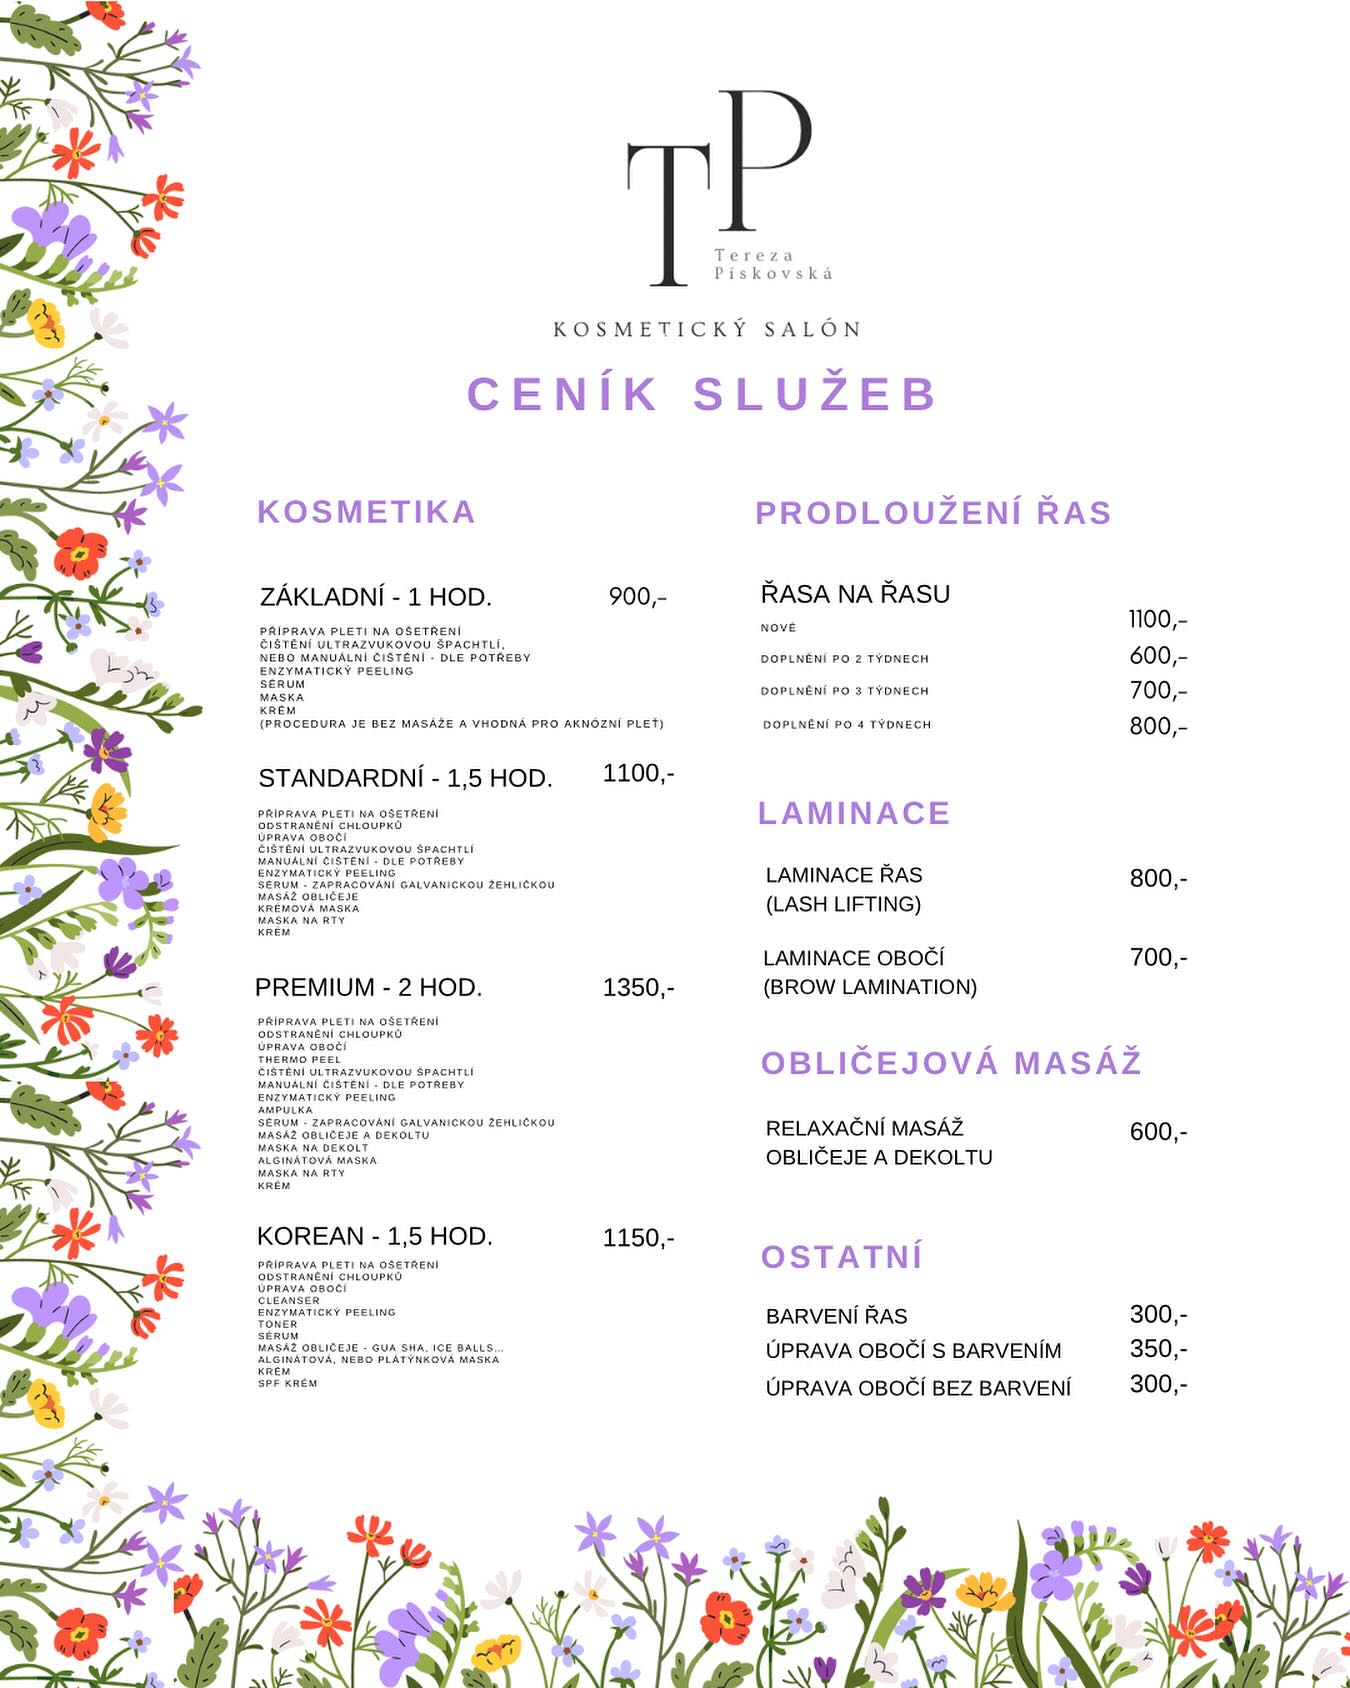 TP
Tereza
Pískovská
KOSMETICKÝ SALÓN
CENÍK SLUŽEB
KOSMETIKA
ZÁKLADNÍ - 1 HOD. 900,-
PŘÍPRAVA PLETI NA OŠETŘENÍ
ČIŠTĚNÍ ULTRAZVUKOVOU ŠPACHTLÍ,
NEBO MANUÁLNÍ ČIŠTĚNÍ - DLE POTŘEBY
ENZYMATICKÝ PEELING
SÉRUM
MASKA
KRÉM
(PROCEDURA JE BEZ MASÁŽE A VHODNÁ PRO AKNÓZNÍ PLEŤ)
STANDARDNÍ - 1,5 HOD. 1100,-
PŘÍPRAVA PLETI NA OŠETŘENÍ
ODSTRANĚNÍ CHLOUPKŮ
ÚPRAVA OBOČÍ
ČIŠTĚNÍ ULTRAZVUKOVOU ŠPACHTLÍ
MANUÁLNÍ ČIŠTĚNÍ - DLE POTŘEBY
ENZYMATICKÝ PEELING
SÉRUM - ZAPRACOVÁNÍ GALVANICKOU ŽEHLIČKOU
MASÁŽ OBLIČEJE
KRÉMOVÁ MASKA
MASKA NA RTY
KRÉM
PREMIUM - 2 HOD. 1350,-
PŘÍPRAVA PLETI NA OŠETŘENÍ
ODSTRANĚNÍ CHLOUPKŮ
ÚPRAVA OBOČÍ
THERMO PEEL
ČIŠTĚNÍ ULTRAZVUKOVOU ŠPACHTLÍ
MANUÁLNÍ ČIŠTĚNÍ - DLE POTŘEBY
ENZYMATICKÝ PEELING
AMPULKA
SÉRUM - ZAPRACOVÁNÍ GALVANICKOU ŽEHLIČKOU
MASÁŽ OBLIČEJE A DEKOLTU
MASKA NA DEKOLT
ALGINÁTOVÁ MASKA
MASKA NA RTY
KRÉM
KOREAN - 1,5 HOD. 1150,-
PŘÍPRAVA PLETI NA OŠETŘENÍ
ODSTRANĚNÍ CHLOUPKŮ
ÚPRAVA OBOČÍ
CLEANSER
ENZYMATICKÝ PEELING
TONER
SÉRUM
MASÁŽ OBLIČEJE - GUA SHA, ICE BALLS...
ALGINÁTOVÁ, NEBO PLÁTÝNKOVÁ MASKA
KRÉM
SPF KRÉM
PRODLOUŽENÍ ŘAS
ŘASA NA ŘASU
NOVÉ 1100,-
DOPLNĚNÍ PO 2 TÝDNECH 600,-
DOPLNĚNÍ PO 3 TÝDNECH 700,-
DOPLNĚNÍ PO 4 TÝDNECH 800,-
LAMINACE
LAMINACE ŘAS 800,-
(LASH LIFTING)
LAMINACE OBOČÍ 700,-
(BROW LAMINATION)
OBLIČEJOVÁ MASÁŽ
RELAXAČNÍ MASÁŽ 600,-
OBLIČEJE A DEKOLTU
OSTATNÍ
BARVENÍ ŘAS 300,-
ÚPRAVA OBOČÍ S BARVENÍM 350,-
ÚPRAVA OBOČÍ BEZ BARVENÍ 300,-